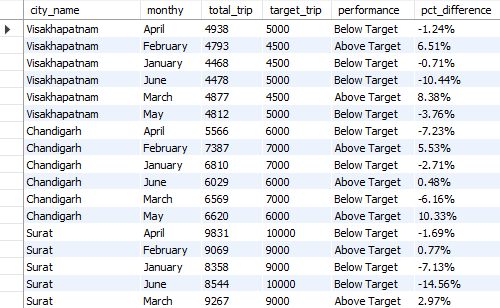 city_name monthy total_trip target_trip performance pct_difference
Visakhapatnam April 4938 5000 Below Target -1.24%
Visakhapatnam February 4793 4500 Above Target 6.51%
Visakhapatnam January 4468 4500 Below Target -0.71%
Visakhapatnam June 4478 5000 Below Target -10.44%
Visakhapatnam March 4877 4500 Above Target 8.38%
Visakhapatnam May 4812 5000 Below Target -3.76%
Chandigarh April 5566 6000 Below Target -7.23%
Chandigarh February 7387 7000 Above Target 5.53%
Chandigarh January 6810 7000 Below Target -2.71%
Chandigarh June 6029 6000 Above Target 0.48%
Chandigarh March 6569 7000 Below Target -6.16%
Chandigarh May 6620 6000 Above Target 10.33%
Surat April 9831 10000 Below Target -1.69%
Surat February 9069 9000 Above Target 0.77%
Surat January 8358 9000 Below Target -7.13%
Surat June 8544 10000 Below Target -14.56%
Surat March 9267 9000 Above Target 2.97%